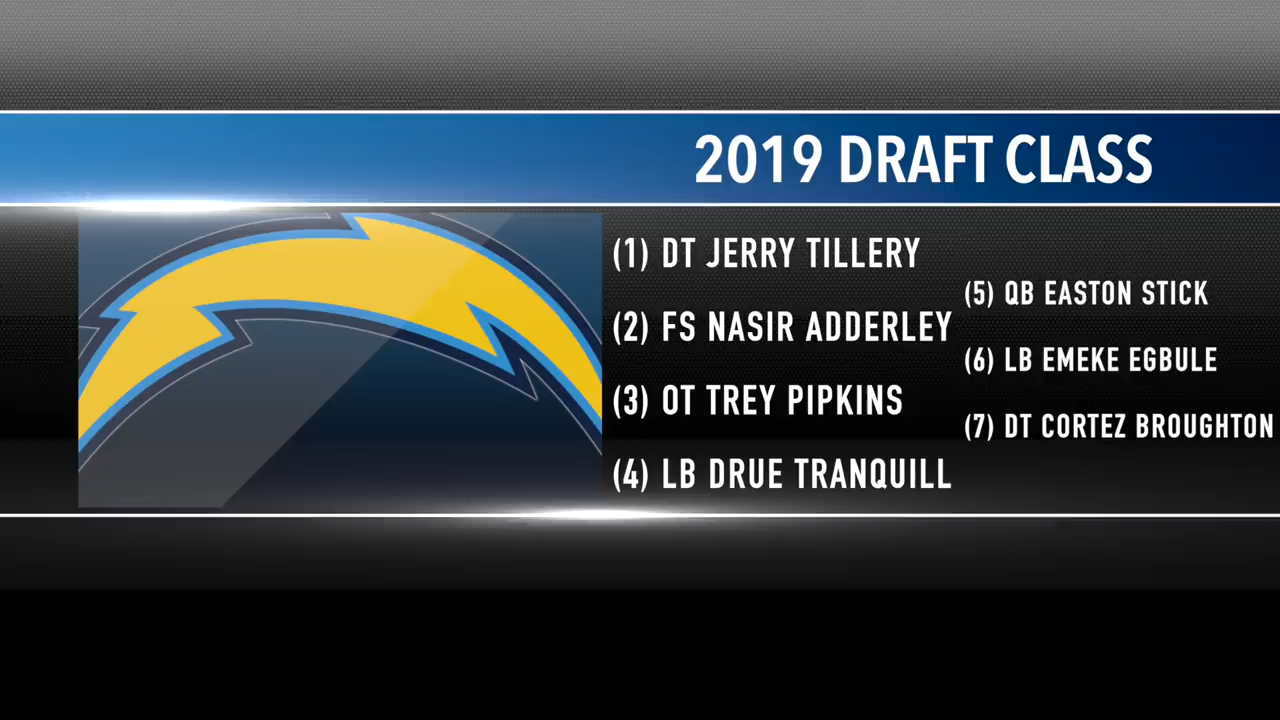 2019 DRAFT CLASS
(1) DT JERRY TILLERY
(2) FS NASIR ADDERLEY
(3) OT TREY PIPKINS
(4) LB DRUE TRANQUILL
(5) QB EASTON STICK
(6) LB EMEKE EGBULE
(7) DT CORTEZ BROUGHTON